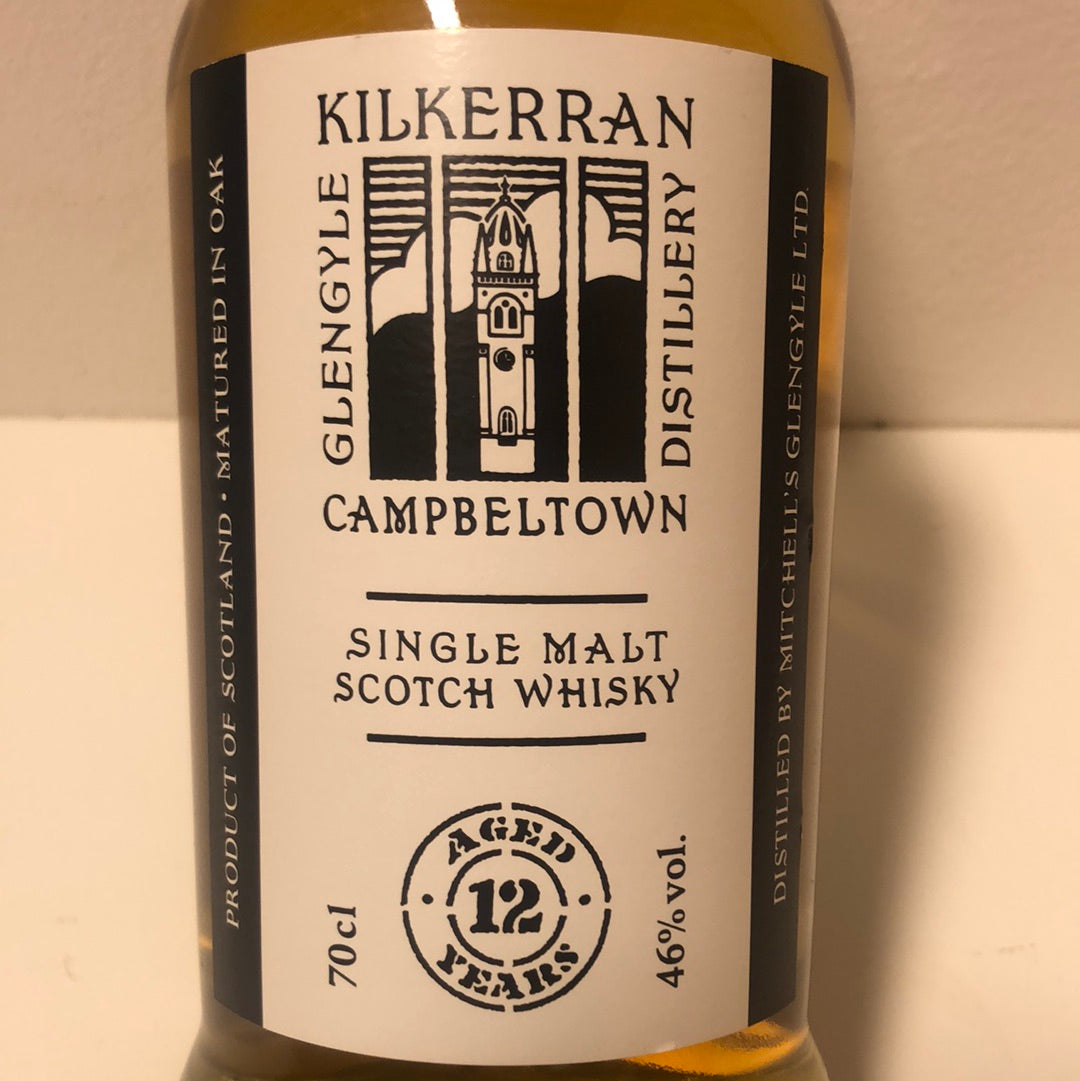 KILKERRAN
GLENGYLE
DISTILLERY
CAMPBELTOWN
SINGLE MALT
SCOTCH WHISKY
AGED
12
YEARS
70cl
46% vol.
PRODUCT OF SCOTLAND • MATURED IN OAK
DISTILLED BY MITCHELL'S GLENGYLE LTD.